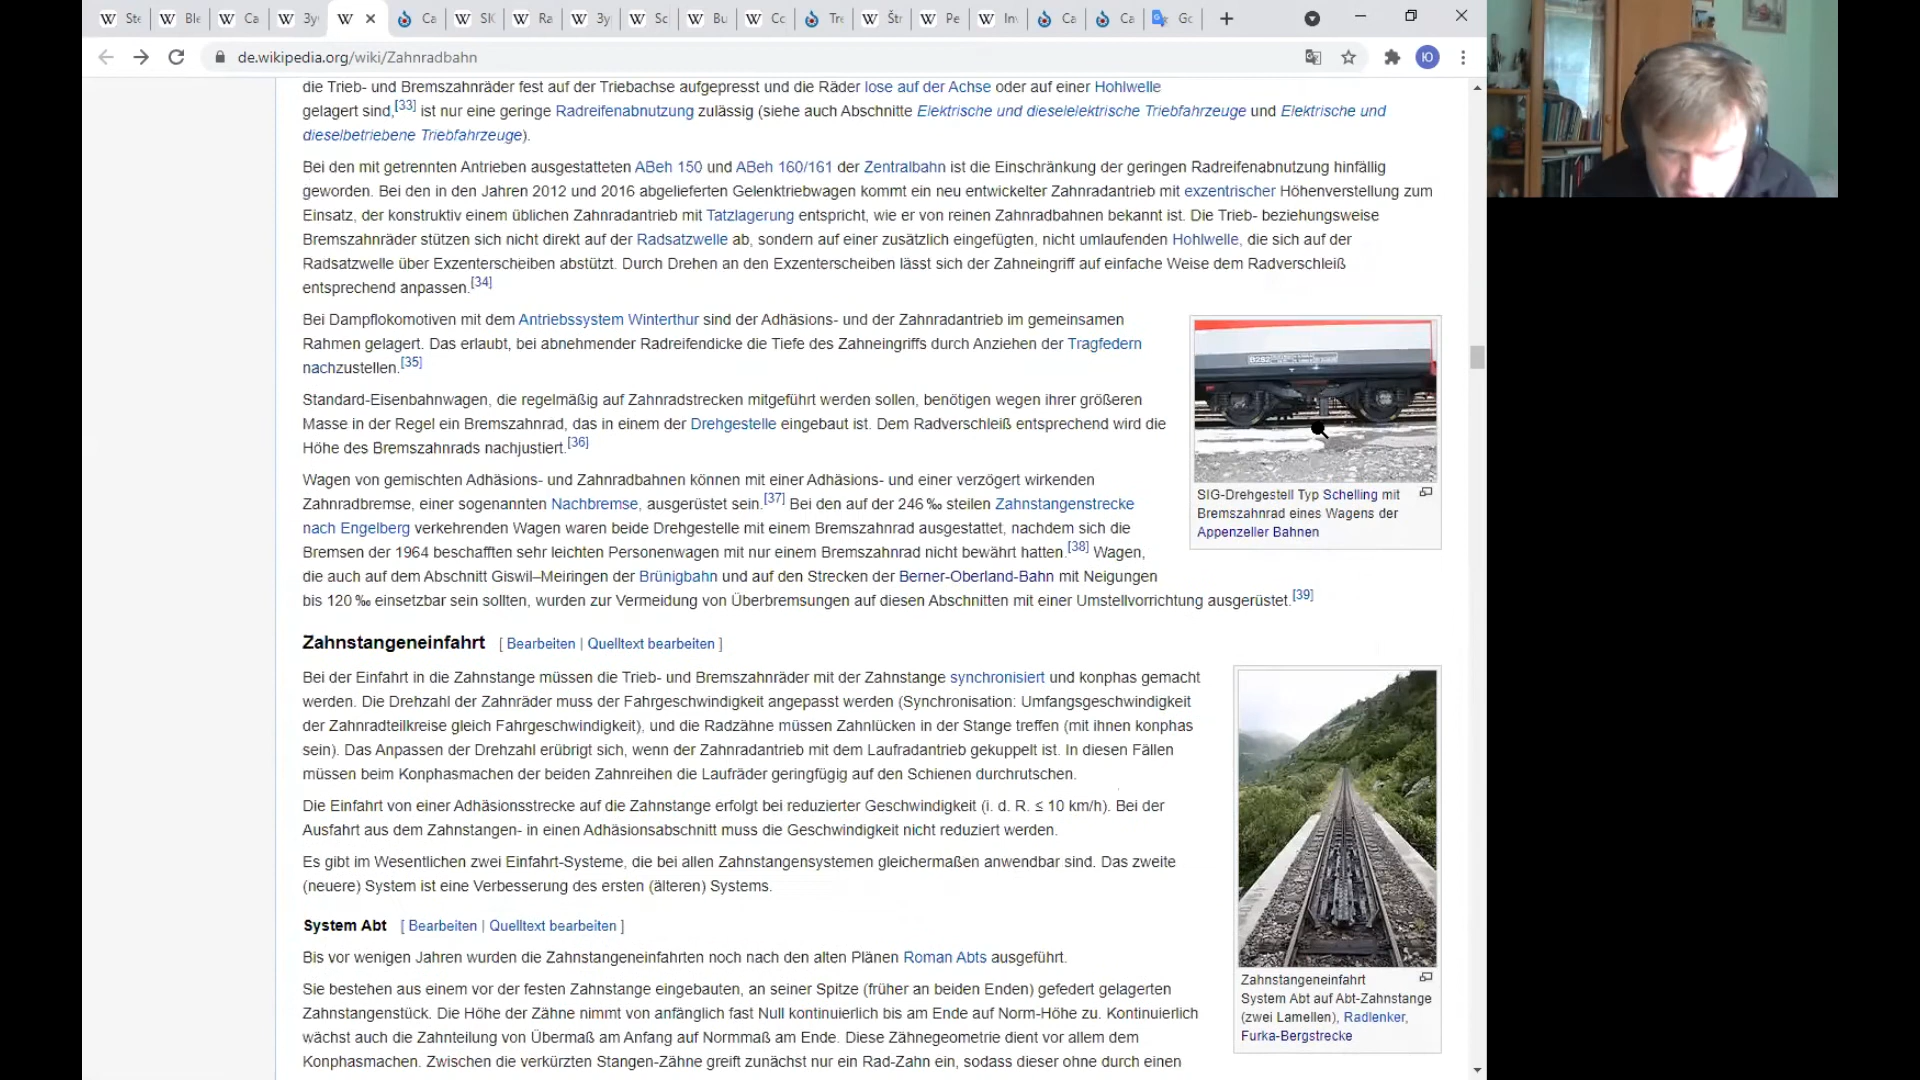 Ste
Ble
Ca
Зу
Ca
SIG
Ra
Зу
Sc
Bu
Cc
Tre
Štr
Pe
In
Ca
Ca
Gc
de.wikipedia.org/wiki/Zahnradbahn
Ю
die Trieb- und Bremszahnräder fest auf der Triebachse aufgepresst und die Räder lose auf der Achse oder auf einer Hohlwelle
gelagert sind,[33] ist nur eine geringe Radreifenabnutzung zulässig (siehe auch Abschnitte Elektrische und dieselelektrische Triebfahrzeuge und Elektrische und
dieselbetriebene Triebfahrzeuge).
Bei den mit getrennten Antrieben ausgestatteten ABeh 150 und ABeh 160/161 der Zentralbahn ist die Einschränkung der geringen Radreifenabnutzung hinfällig
geworden. Bei den in den Jahren 2012 und 2016 abgelieferten Gelenktriebwagen kommt ein neu entwickelter Zahnradantrieb mit exzentrischer Höhenverstellung zum
Einsatz, der konstruktiv einem üblichen Zahnradantrieb mit Tatzlagerung entspricht, wie er von reinen Zahnradbahnen bekannt ist. Die Trieb- beziehungsweise
Bremszahnräder stützen sich nicht direkt auf der Radsatzwelle ab, sondern auf einer zusätzlich eingefügten, nicht umlaufenden Hohlwelle, die sich auf der
Radsatzwelle über Exzenterscheiben abstützt. Durch Drehen an den Exzenterscheiben lässt sich der Zahneingriff auf einfache Weise dem Radverschleiß
entsprechend anpassen.[34]
Bei Dampflokomotiven mit dem Antriebssystem Winterthur sind der Adhäsions- und der Zahnradantrieb im gemeinsamen
Rahmen gelagert. Das erlaubt, bei abnehmender Radreifendicke die Tiefe des Zahneingriffs durch Anziehen der Tragfedern
nachzustellen.[35]
Standard-Eisenbahnwagen, die regelmäßig auf Zahnradstrecken mitgeführt werden sollen, benötigen wegen ihrer größeren
Masse in der Regel ein Bremszahnrad, das in einem der Drehgestelle eingebaut ist. Dem Radverschleiß entsprechend wird die
Höhe des Bremszahnrads nachjustiert.[36]
Wagen von gemischten Adhäsions- und Zahnradbahnen können mit einer Adhäsions- und einer verzögert wirkenden
Zahnradbremse, einer sogenannten Nachbremse, ausgerüstet sein.[37] Bei den auf der 246 ‰ steilen Zahnstangenstrecke
nach Engelberg verkehrenden Wagen waren beide Drehgestelle mit einem Bremszahnrad ausgestattet, nachdem sich die
Bremsen der 1964 beschafften sehr leichten Personenwagen mit nur einem Bremszahnrad nicht bewährt hatten.[38] Wagen,
die auch auf dem Abschnitt Giswil–Meiringen der Brünigbahn und auf den Strecken der Berner-Oberland-Bahn mit Neigungen
bis 120 ‰ einsetzbar sein sollten, wurden zur Vermeidung von Überbremsungen auf diesen Abschnitten mit einer Umstellvorrichtung ausgerüstet.[39]
SIG-Drehgestell Typ Schelling mit
Bremszahnrad eines Wagens der
Appenzeller Bahnen
Zahnstangeneinfahrt [ Bearbeiten | Quelltext bearbeiten ]
Bei der Einfahrt in die Zahnstange müssen die Trieb- und Bremszahnräder mit der Zahnstange synchronisiert und konphas gemacht
werden. Die Drehzahl der Zahnräder muss der Fahrgeschwindigkeit angepasst werden (Synchronisation: Umfangsgeschwindigkeit
der Zahnradteilkreise gleich Fahrgeschwindigkeit), und die Radzähne müssen Zahnlücken in der Stange treffen (mit ihnen konphas
sein). Das Anpassen der Drehzahl erübrigt sich, wenn der Zahnradantrieb mit dem Laufradantrieb gekuppelt ist. In diesen Fällen
müssen beim Konphasmachen der beiden Zahnreihen die Laufräder geringfügig auf den Schienen durchrutschen.
Die Einfahrt von einer Adhäsionsstrecke auf die Zahnstange erfolgt bei reduzierter Geschwindigkeit (i. d. R. ≤ 10 km/h). Bei der
Ausfahrt aus dem Zahnstangen- in einen Adhäsionsabschnitt muss die Geschwindigkeit nicht reduziert werden.
Es gibt im Wesentlichen zwei Einfahrt-Systeme, die bei allen Zahnstangensystemen gleichermaßen anwendbar sind. Das zweite
(neuere) System ist eine Verbesserung des ersten (älteren) Systems.
System Abt [ Bearbeiten | Quelltext bearbeiten ]
Bis vor wenigen Jahren wurden die Zahnstangeneinfahrten noch nach den alten Plänen Roman Abts ausgeführt.
Sie bestehen aus einem vor der festen Zahnstange eingebauten, an seiner Spitze (früher an beiden Enden) gefedert gelagerten
Zahnstangenstück. Die Höhe der Zähne nimmt von anfänglich fast Null kontinuierlich bis am Ende auf Norm-Höhe zu. Kontinuierlich
wächst auch die Zahnteilung von Übermaß am Anfang auf Normmaß am Ende. Diese Zähnegeometrie dient vor allem dem
Konphasmachen. Zwischen die verkürzten Stangen-Zähne greift zunächst nur ein Rad-Zahn ein, sodass dieser ohne durch einen
Zahnstangeneinfahrt
System Abt auf Abt-Zahnstange
(zwei Lamellen), Radlenker,
Furka-Bergstrecke